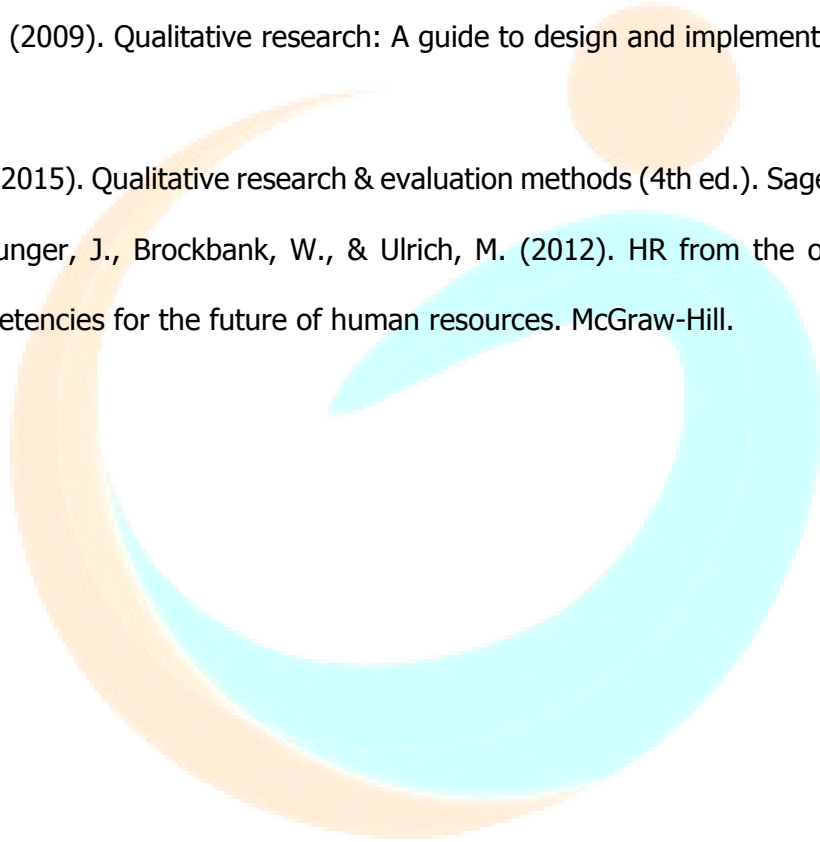 (2009). Qualitative research: A guide to design and implement
2015). Qualitative research & evaluation methods (4th ed.). Sage
unger, J., Brockbank, W., & Ulrich, M. (2012). HR from the o
etencies for the future of human resources. McGraw-Hill.